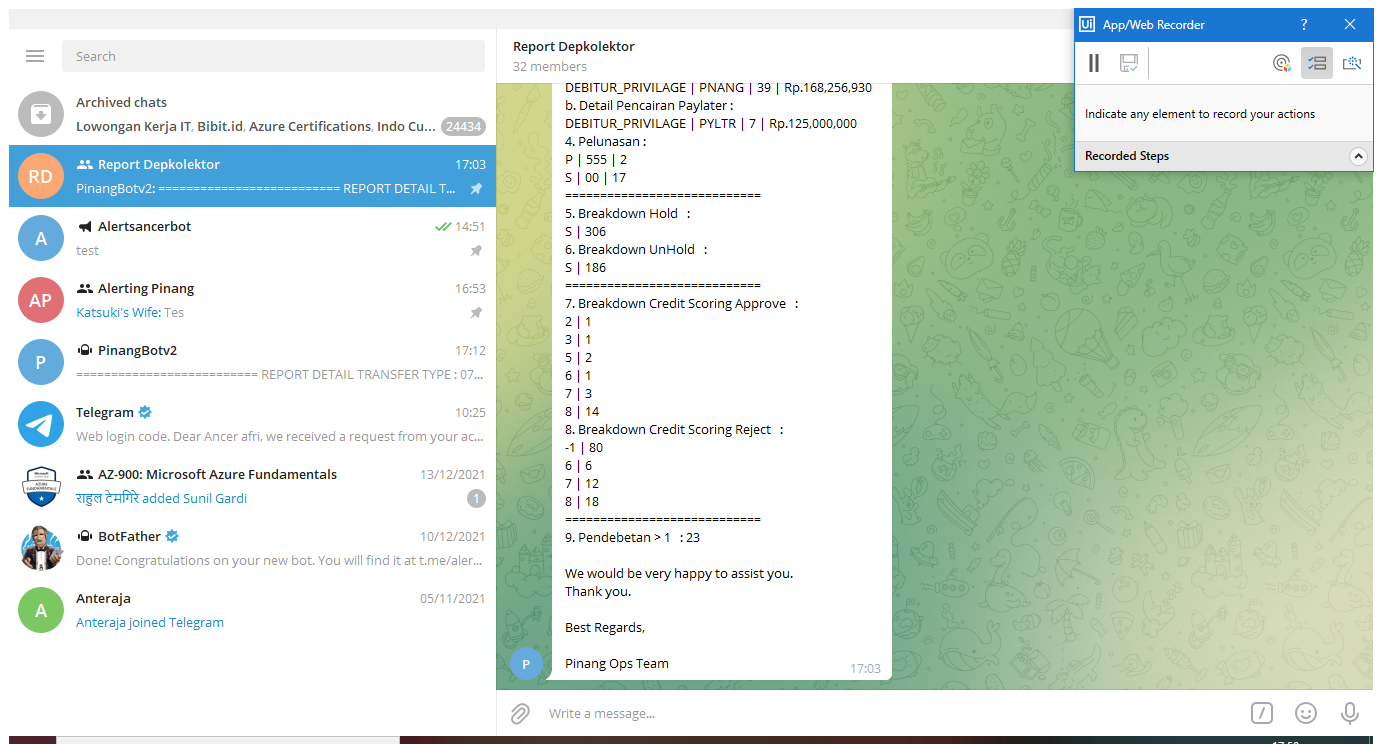 Search
Archived chats
Lowongan Kerja IT, Bibit.id, Azure Certifications, Indo Cu... 24434
RD Report Depkolektor 17:03
PinangBotv2: ========================== REPORT DETAIL T...
A Alertsancerbot 14:51
test
AP Alerting Pinang 16:53
Katsuki's Wife: Tes
P PinangBotv2 17:12
========================== REPORT DETAIL TRANSFER TYPE : 07...
Telegram 10:25
Web login code. Dear Ancer afri, we received a request from your ac...
AZ-900: Microsoft Azure Fundamentals 13/12/2021
राहुल टेमगिरे added Sunil Gardi 1
BotFather 10/12/2021
Done! Congratulations on your new bot. You will find it at t.me/aler...
A Anteraja 05/11/2021
Anteraja joined Telegram
Report Depkolektor
32 members
DEBITUR_PRIVILAGE | PNANG | 39 | Rp.168,256,930
b. Detail Pencairan Paylater :
DEBITUR_PRIVILAGE | PYLTR | 7 | Rp.125,000,000
4. Pelunasan :
P | 555 | 2
S | 00 | 17
============================
5. Breakdown Hold :
S | 306
6. Breakdown UnHold :
S | 186
============================
7. Breakdown Credit Scoring Approve :
2 | 1
3 | 1
5 | 2
6 | 1
7 | 3
8 | 14
8. Breakdown Credit Scoring Reject :
-1 | 80
6 | 6
7 | 12
8 | 18
============================
9. Pendebetan > 1 : 23
We would be very happy to assist you.
Thank you.
Best Regards,
Pinang Ops Team
P 17:03
Write a message...
Ui App/Web Recorder ?
Indicate any element to record your actions
Recorded Steps